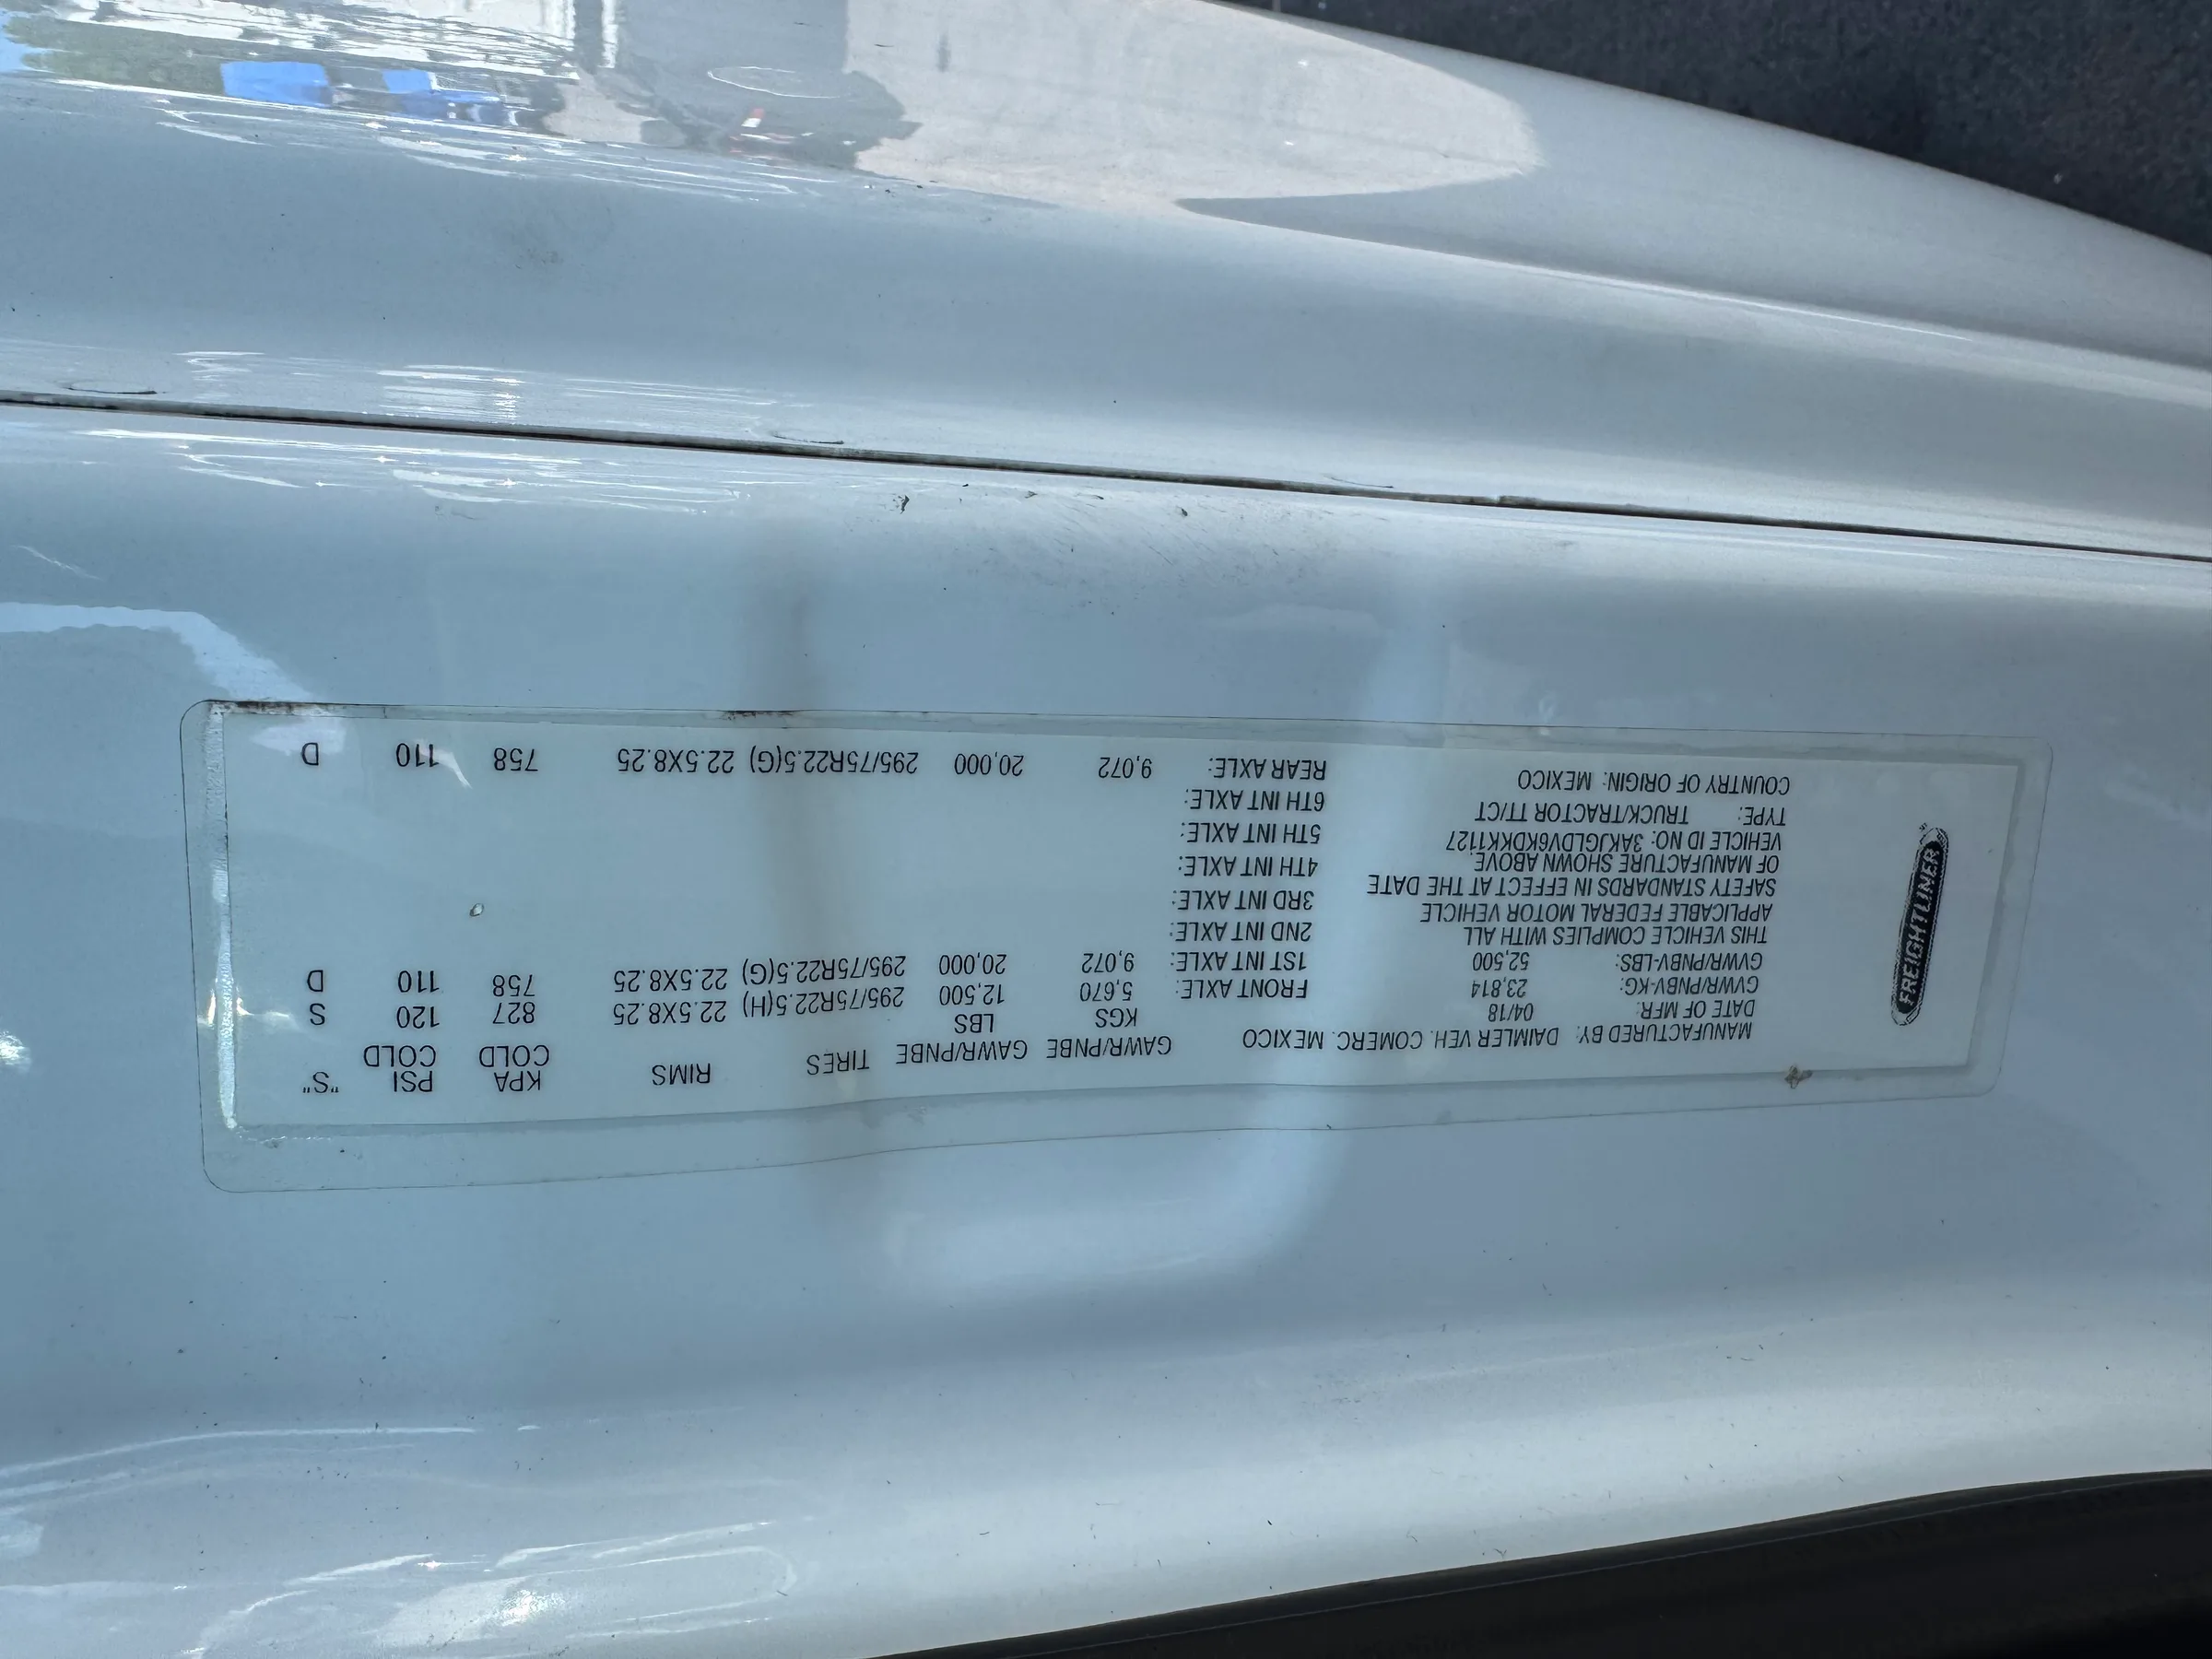 FREIGHTLINER
MANUFACTURED BY: DAIMLER VEH. COMERC. MEXICO
DATE OF MFR: 04/18
GVWR/PNBV-KG: 23,814
GVWR/PNBV-LBS: 52,500
THIS VEHICLE COMPLIES WITH ALL
APPLICABLE FEDERAL MOTOR VEHICLE
SAFETY STANDARDS IN EFFECT AT THE DATE
OF MANUFACTURE SHOWN ABOVE.
VEHICLE ID NO: 3AKJGLDV6KDKK1127
TYPE: TRUCK/TRACTOR TT/CT
COUNTRY OF ORIGIN: MEXICO
GAWR/PNBE KGS GAWR/PNBE LBS TIRES RIMS KPA COLD PSI COLD "S"
FRONT AXLE: 5,670 12,500 295/75R22.5(H) 22.5X8.25 827 120 S
1ST INT AXLE: 9,072 20,000 295/75R22.5(G) 22.5X8.25 758 110 D
2ND INT AXLE:
3RD INT AXLE:
4TH INT AXLE:
5TH INT AXLE:
6TH INT AXLE:
REAR AXLE: 9,072 20,000 295/75R22.5(G) 22.5X8.25 758 110 D